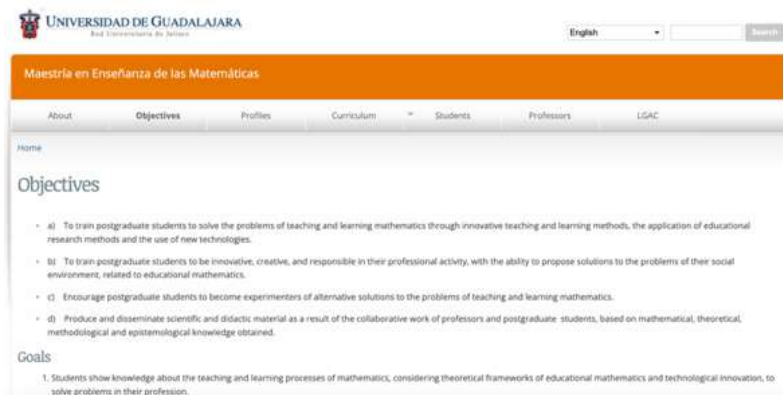 UNIVERSIDAD DE GUADALAJARA
Red Universitaria de Jalisco
English
Search
Maestría en Enseñanza de las Matemáticas
About Objectives Profiles Curriculum Students Professors LGAC
Home
Objectives
a) To train postgraduate students to solve the problems of teaching and learning mathematics through innovative teaching and learning methods, the application of educational
research methods and the use of new technologies.
b) To train postgraduate students to be innovative, creative, and responsible in their professional activity, with the ability to propose solutions to the problems of their social
environment, related to educational mathematics.
c) Encourage postgraduate students to become experimenters of alternative solutions to the problems of teaching and learning mathematics.
d) Produce and disseminate scientific and didactic material as a result of the collaborative work of professors and postgraduate students, based on mathematical, theoretical,
methodological and epistemological knowledge obtained.
Goals
1. Students show knowledge about the teaching and learning processes of mathematics, considering theoretical frameworks of educational mathematics and technological innovation, to
solve problems in their profession.